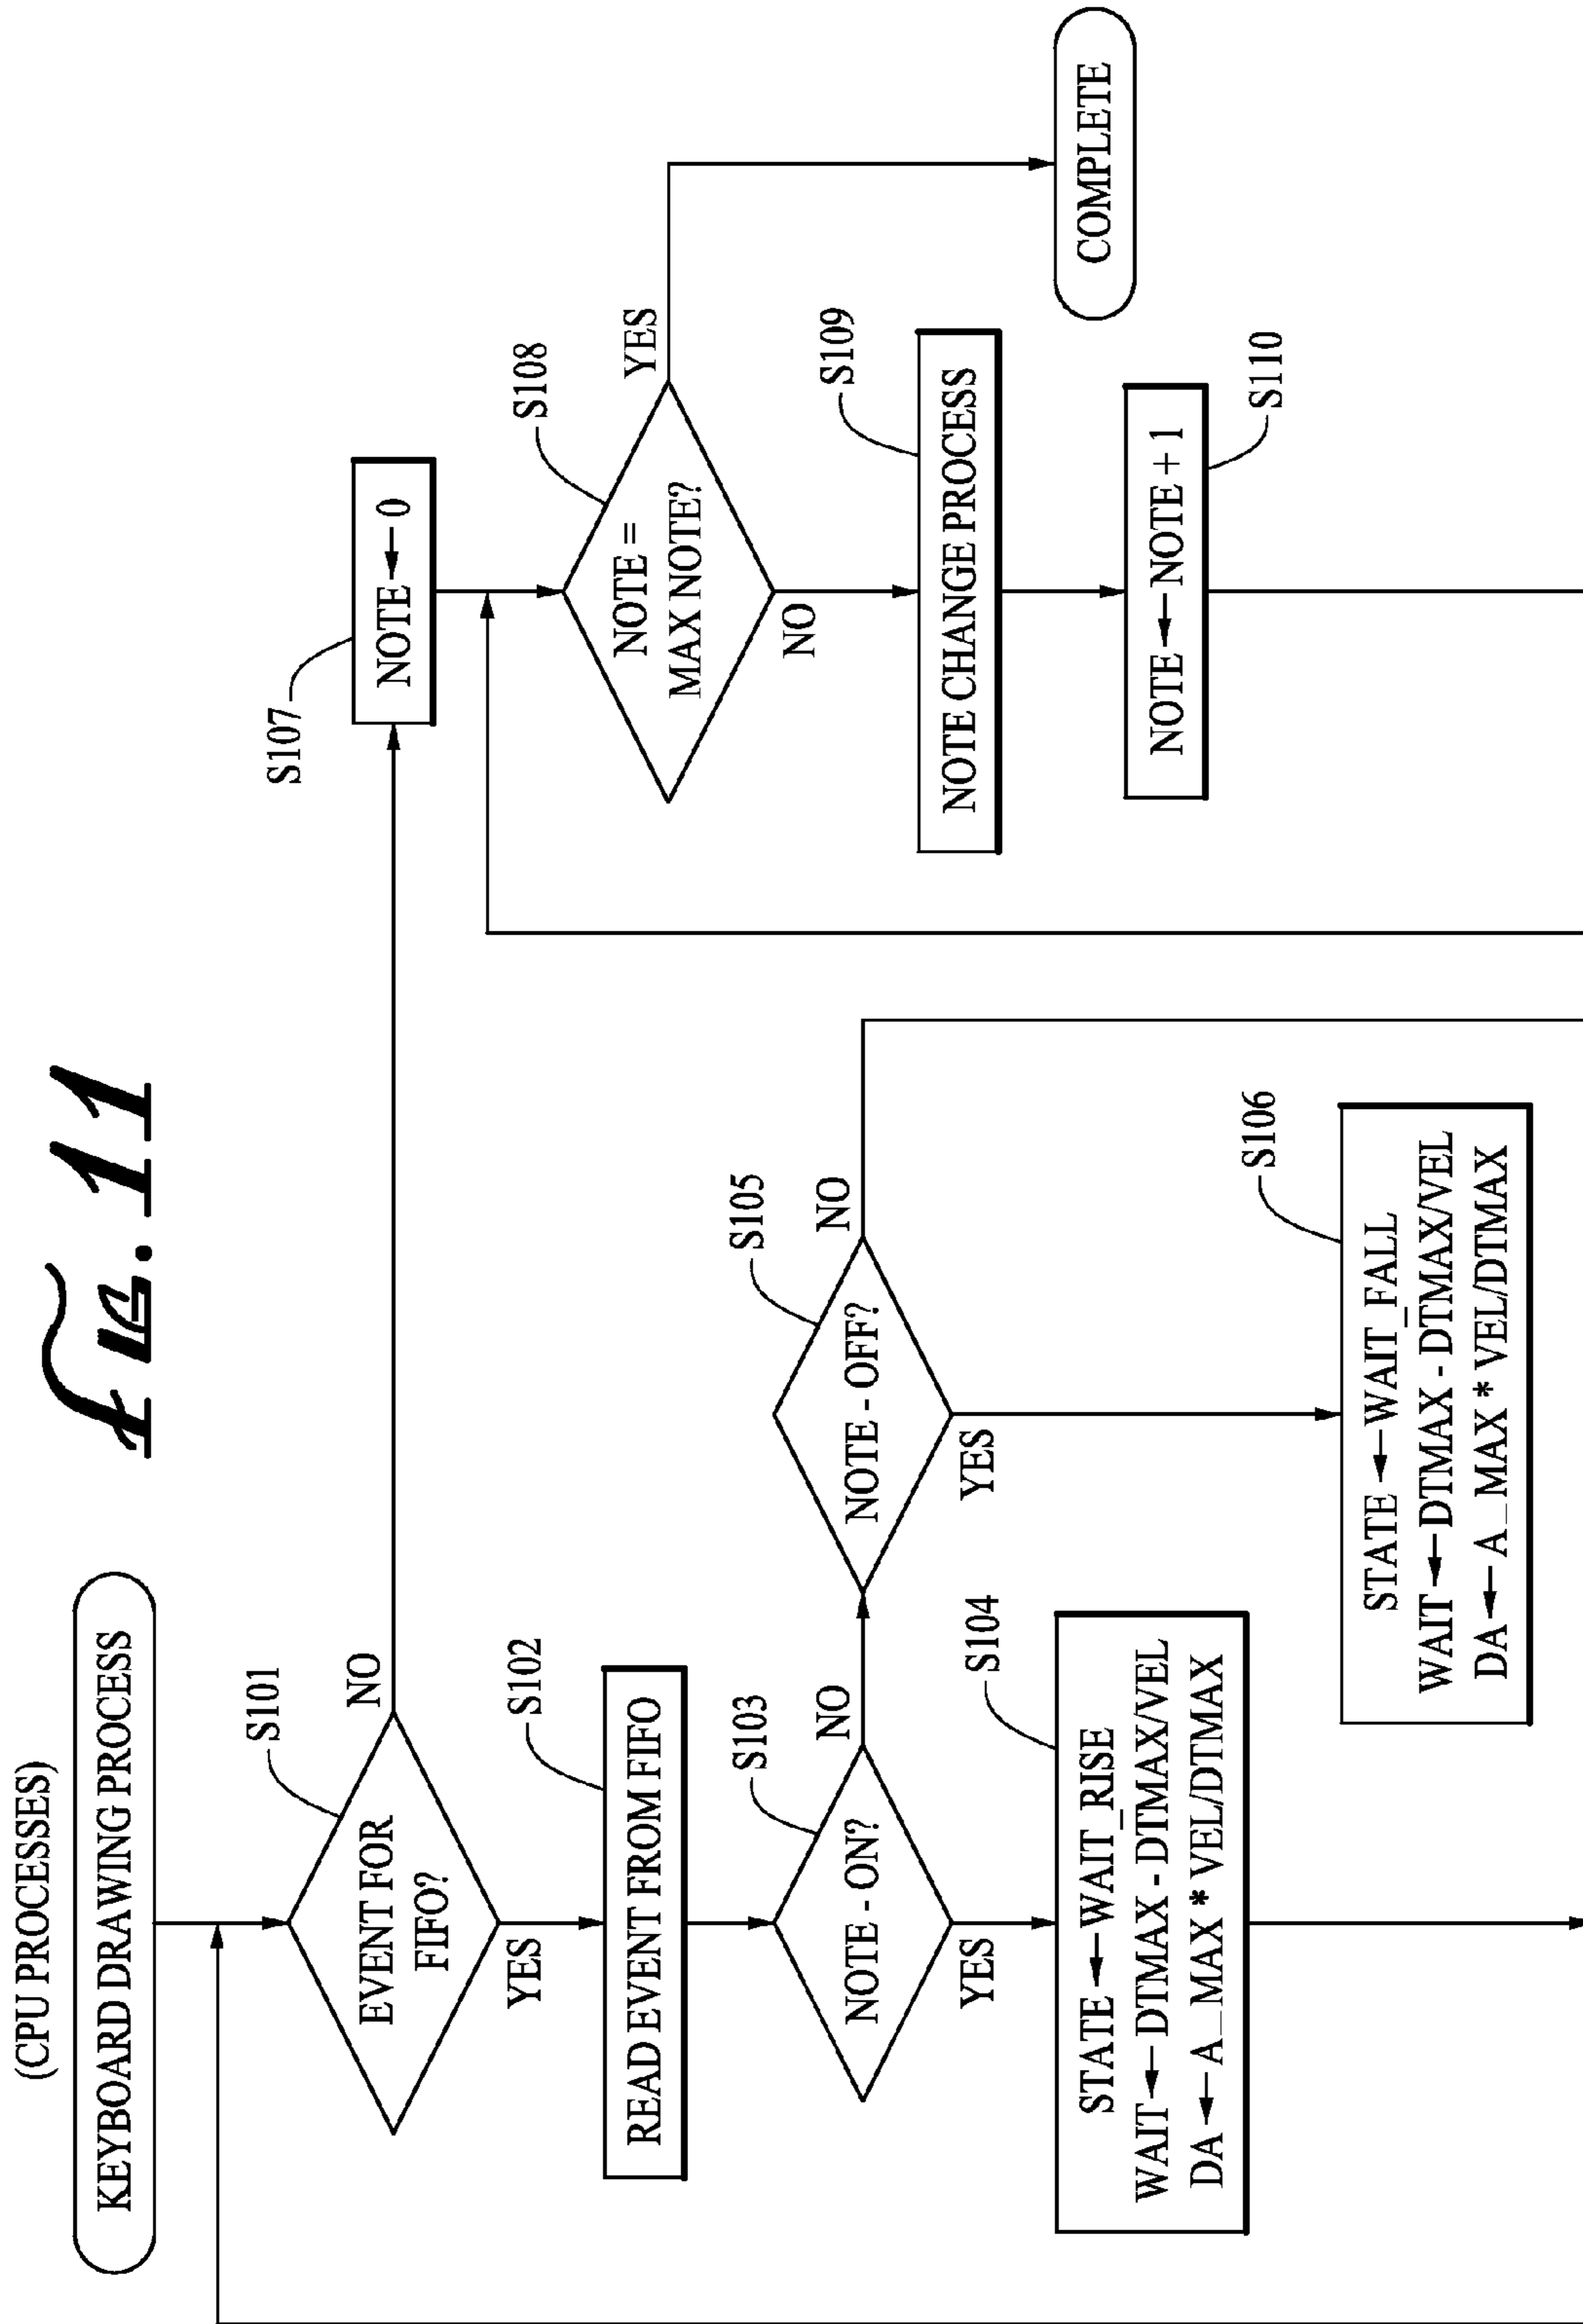 Fig. 11
(CPU PROCESSES)
KEYBOARD DRAWING PROCESS
S101
EVENT FOR
FIFO?
NO
YES
S102
READ EVENT FROM FIFO
S103
NOTE - ON?
NO
YES
S104
STATE ← WAIT_RISE
WAIT ← DTMAX - DTMAX/VEL
DA ← A_MAX * VEL/DTMAX
S105
NOTE - OFF?
NO
YES
S106
STATE ← WAIT_FALL
WAIT ← DTMAX - DTMAX/VEL
DA ← A_MAX * VEL/DTMAX
S107
NOTE ← 0
S108
NOTE =
MAX NOTE?
YES
NO
S109
NOTE CHANGE PROCESS
NOTE ← NOTE + 1
S110
COMPLETE